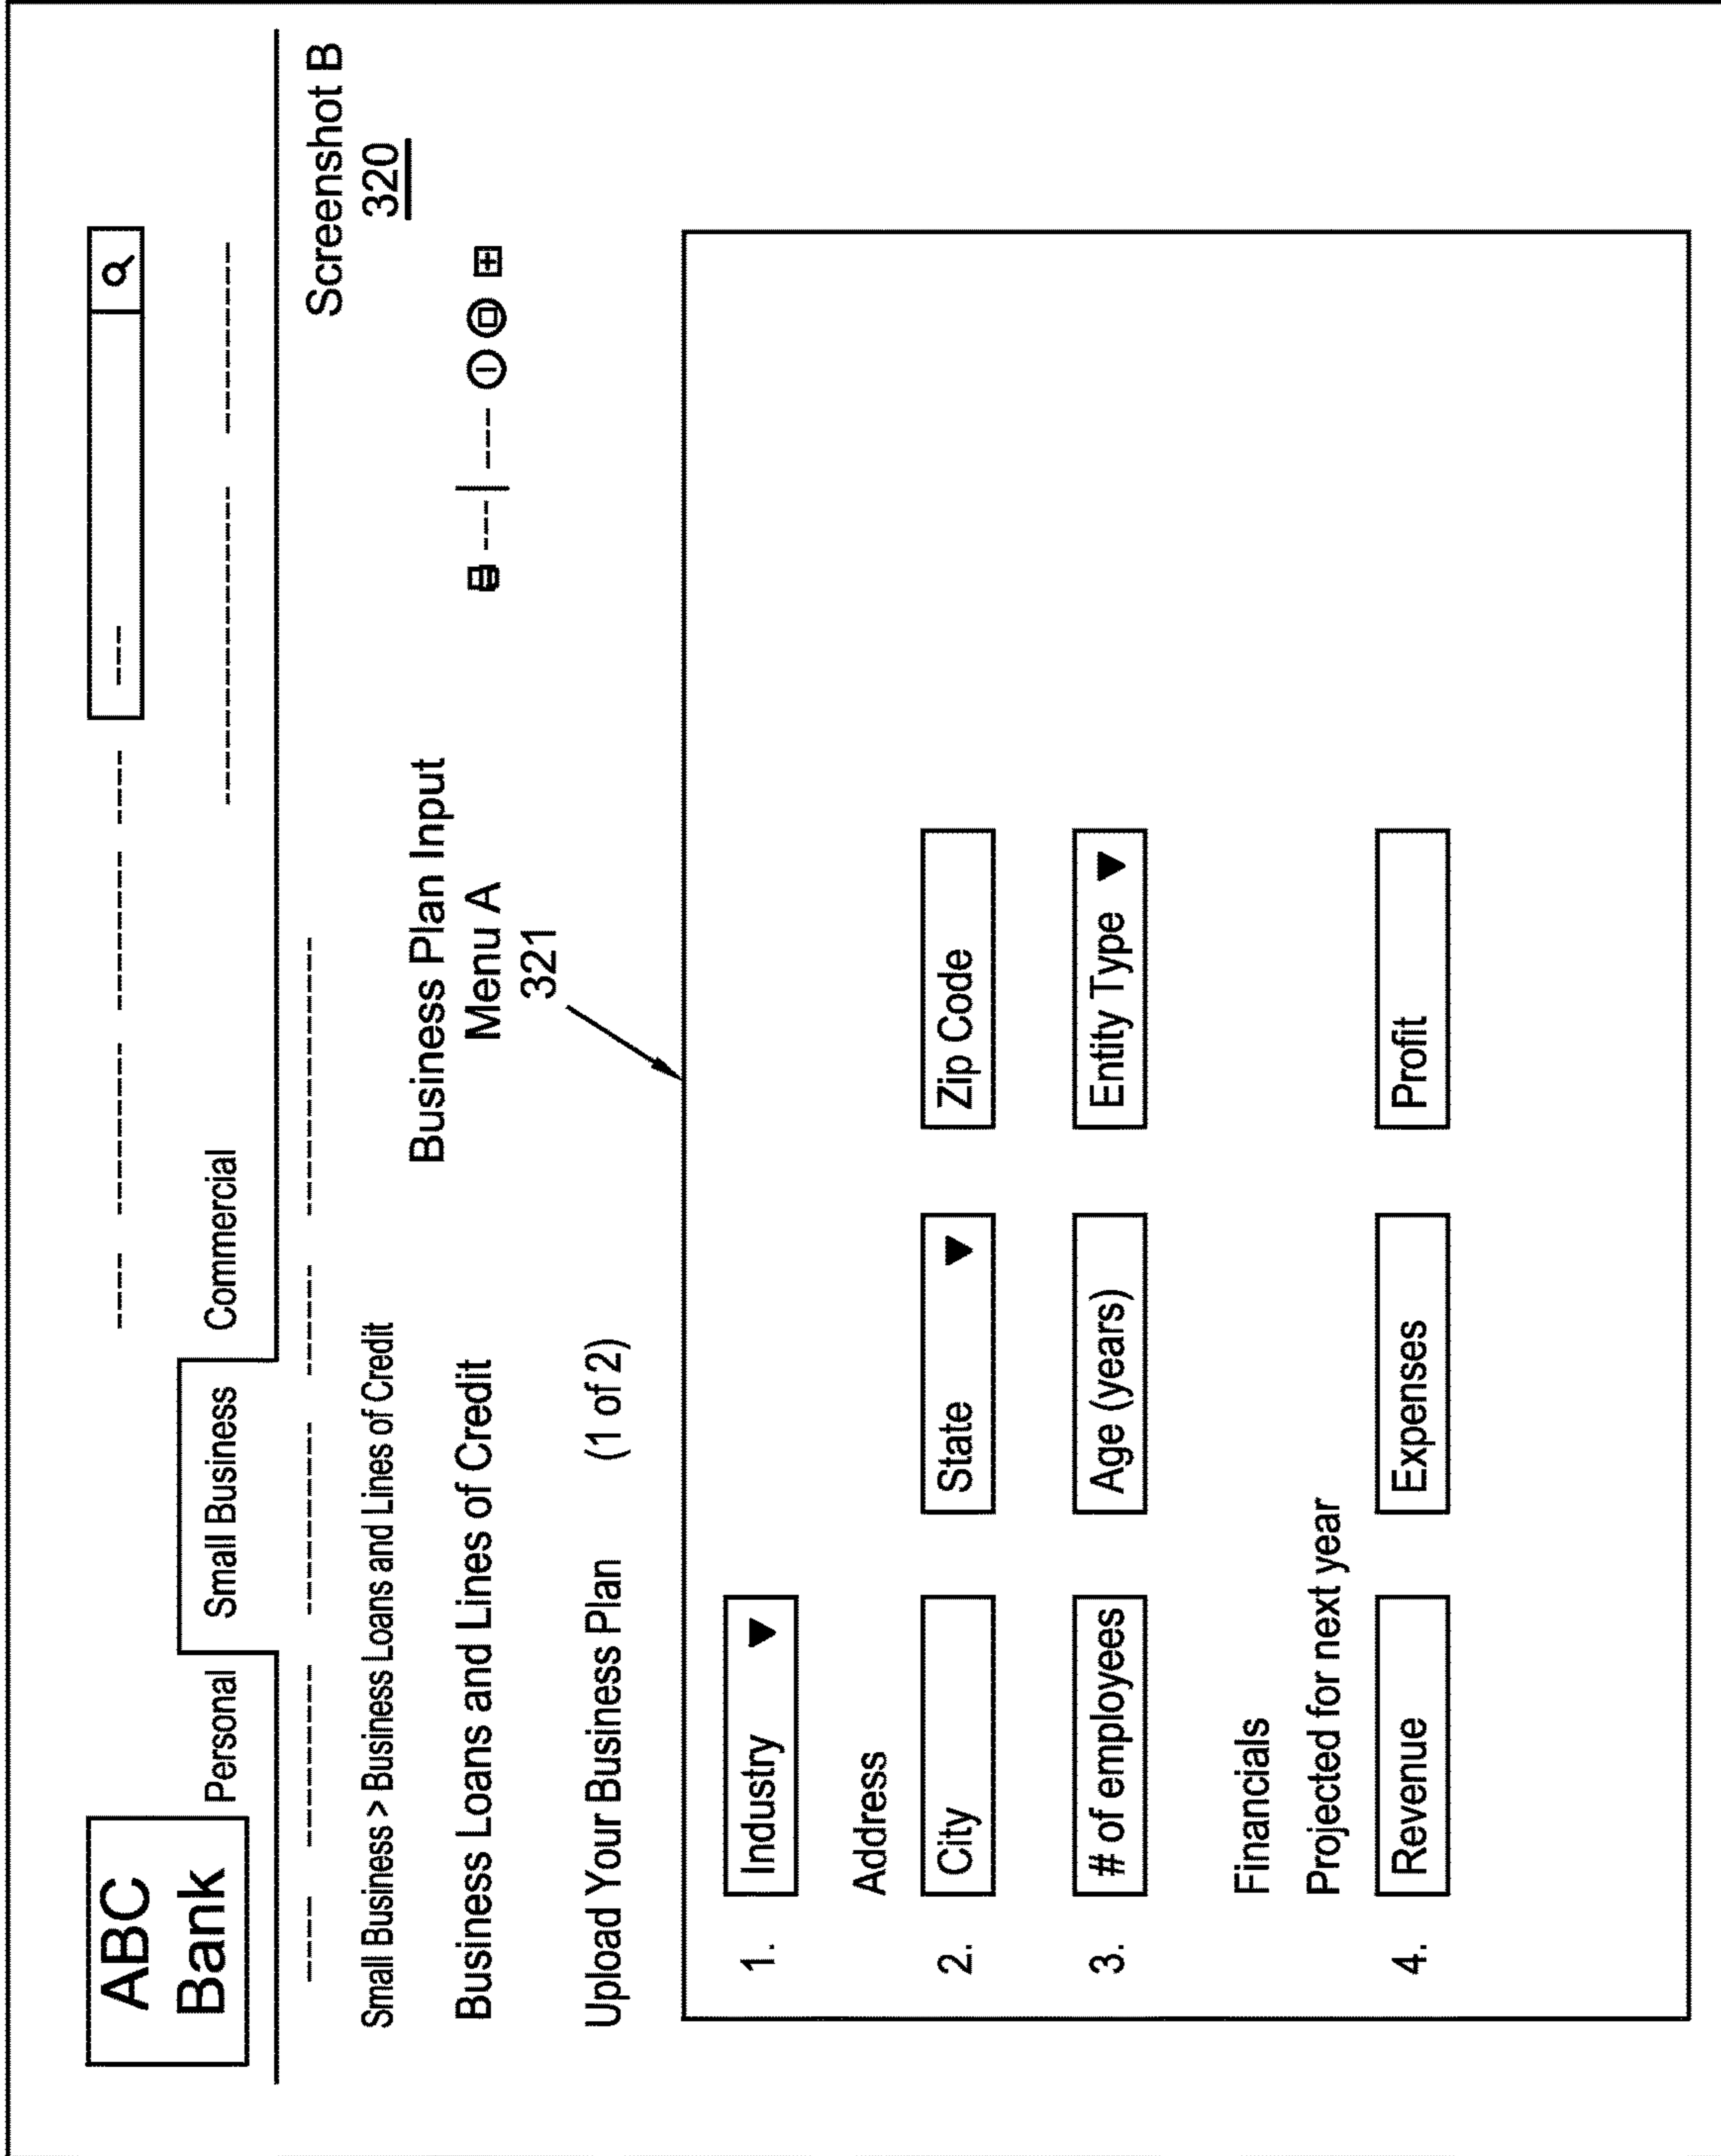 ABC
Bank
Personal
Small Business
Commercial
Screenshot B
320
Small Business > Business Loans and Lines of Credit
Business Loans and Lines of Credit
Business Plan Input
Menu A
321
Upload Your Business Plan (1 of 2)
1. Industry ▼
Address
2. City State ▼ Zip Code
3. # of employees Age (years) Entity Type ▼
Financials
Projected for next year
4. Revenue Expenses Profit